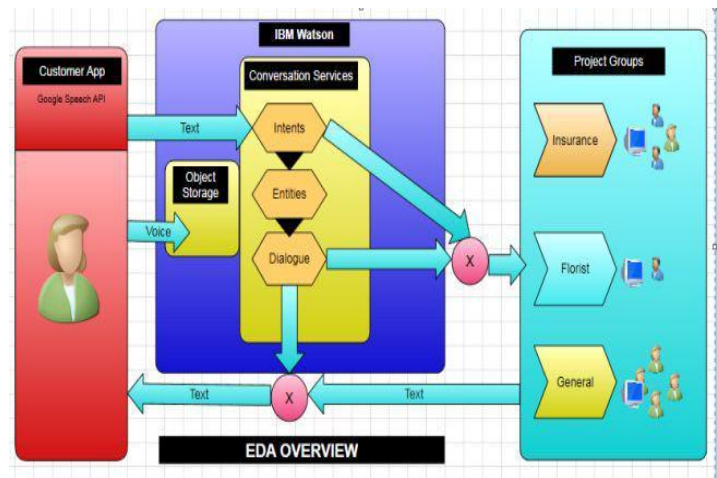 IBM Watson
Customer App
Google Speech API
Conversation Services
Project Groups
Text
Intents
Insurance
Object
Storage
Entities
Voice
Dialogue
X
Florist
General
Text
X
Text
EDA OVERVIEW